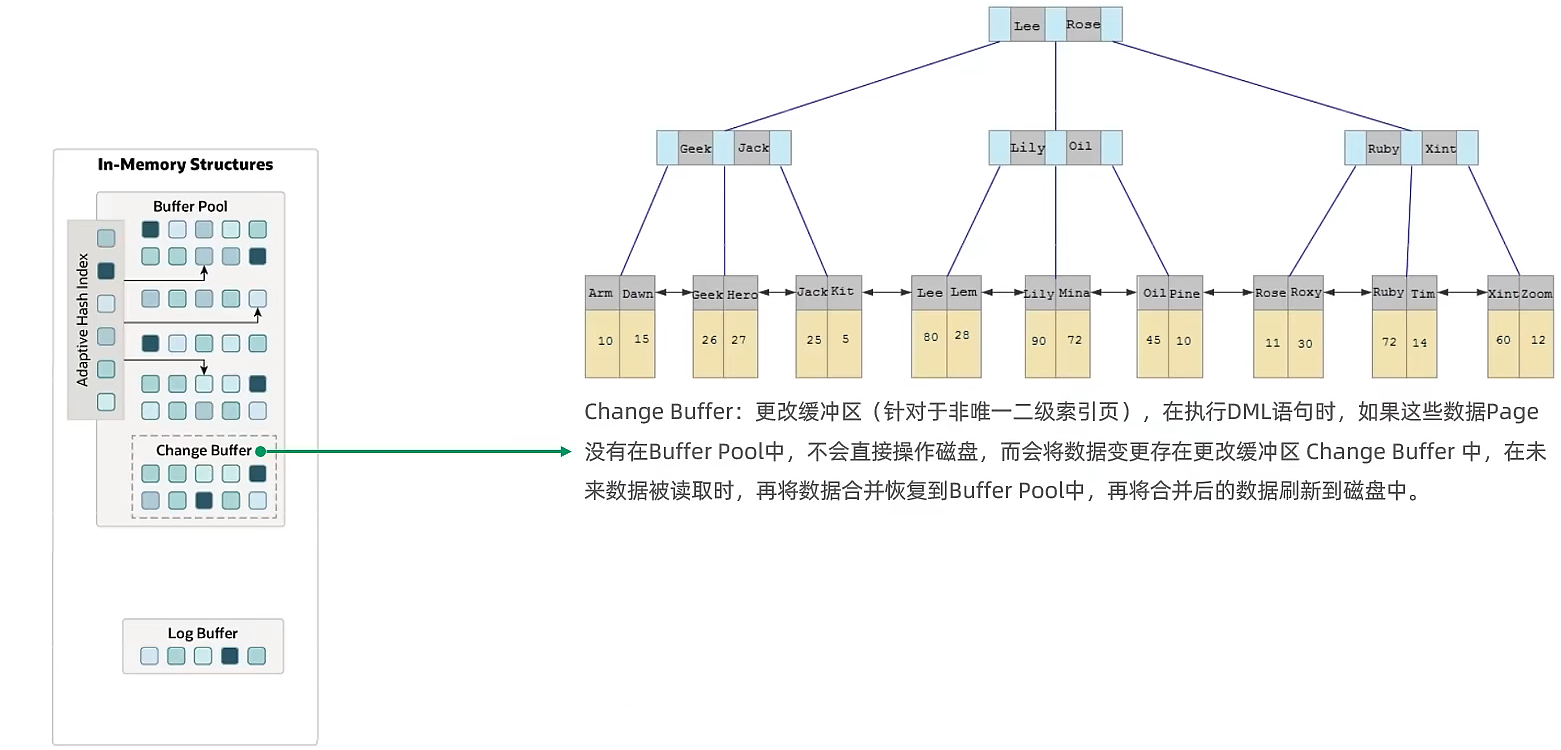 Lee Rose
Geek Jack
Lily Oil
Ruby Xint
Arm Dawn
Geek Hero
Jack Kit
Lee Lem
Lily Mina
Oil Pine
Rose Roxy
Ruby Tim
Xint Zoom
10 15
26 27
25 5
80 28
90 72
45 10
11 30
72 14
60 12
In-Memory Structures
Buffer Pool
Adaptive Hash Index
Change Buffer
Log Buffer
Change Buffer：更改缓冲区（针对于非唯一二级索引页），在执行DML语句时，如果这些数据Page
没有在Buffer Pool中，不会直接操作磁盘，而会将数据变更存在更改缓冲区 Change Buffer 中，在未
来数据被读取时，再将数据合并恢复到Buffer Pool中，再将合并后的数据刷新到磁盘中。